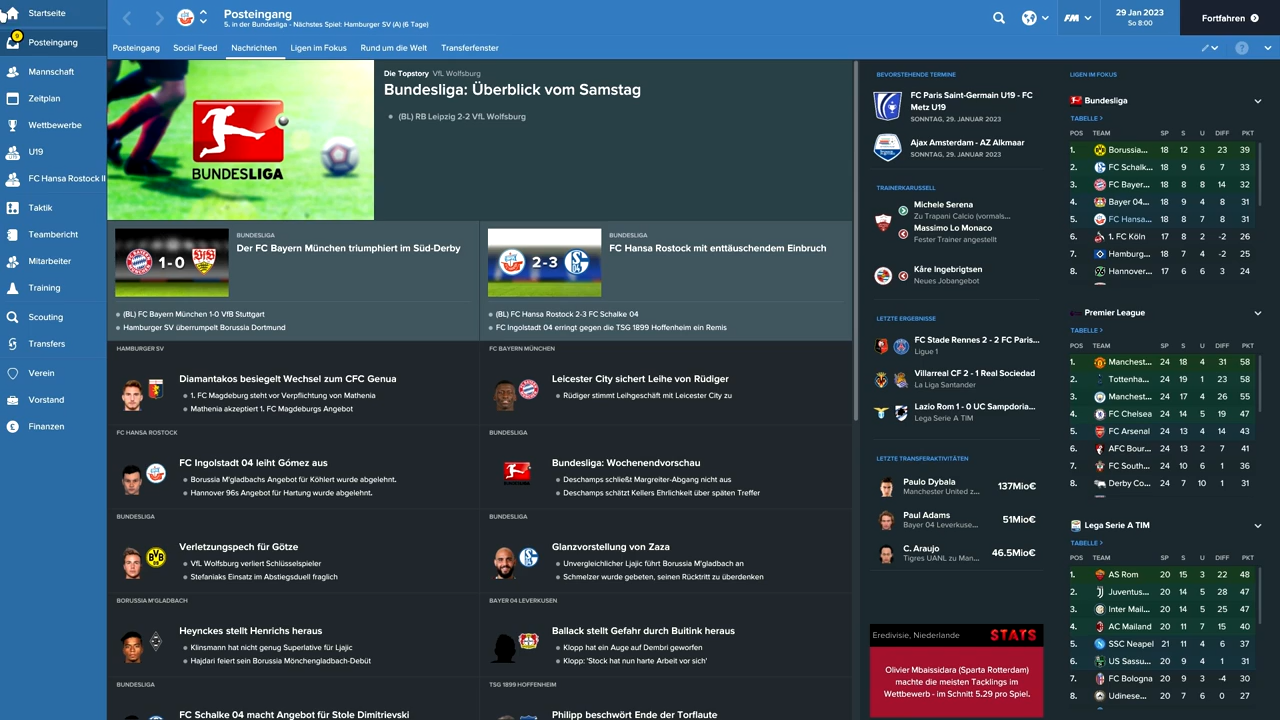 Startseite
9
Posteingang
Mannschaft
Zeitplan
Wettbewerbe
U19
FC Hansa Rostock II
Taktik
Teambericht
Mitarbeiter
Training
Scouting
Transfers
Verein
Vorstand
Finanzen
Posteingang
5. in der Bundesliga - Nächstes Spiel: Hamburger SV (A) (6 Tage)
FM
29 Jan 2023
So 8:00
Fortfahren
Posteingang Social Feed Nachrichten Ligen im Fokus Rund um die Welt Transferfenster
?
BUNDESLIGA
Die Topstory VfL Wolfsburg
Bundesliga: Überblick vom Samstag
(BL) RB Leipzig 2-2 VfL Wolfsburg
1-0
BUNDESLIGA
Der FC Bayern München triumphiert im Süd-Derby
(BL) FC Bayern München 1-0 VfB Stuttgart
Hamburger SV überrumpelt Borussia Dortmund
2-3
BUNDESLIGA
FC Hansa Rostock mit enttäuschendem Einbruch
(BL) FC Hansa Rostock 2-3 FC Schalke 04
FC Ingolstadt 04 erringt gegen die TSG 1899 Hoffenheim ein Remis
HAMBURGER SV
Diamantakos besiegelt Wechsel zum CFC Genua
1. FC Magdeburg steht vor Verpflichtung von Mathenia
Mathenia akzeptiert 1. FC Magdeburgs Angebot
FC BAYERN MÜNCHEN
Leicester City sichert Leihe von Rüdiger
Rüdiger stimmt Leihgeschäft mit Leicester City zu
FC HANSA ROSTOCK
FC Ingolstadt 04 leiht Gómez aus
Borussia M'gladbachs Angebot für Köhlert wurde abgelehnt.
Hannover 96s Angebot für Hartung wurde abgelehnt.
BUNDESLIGA
Bundesliga: Wochenendvorschau
Deschamps schließt Margreiter-Abgang nicht aus
Deschamps schätzt Kellers Ehrlichkeit über späten Treffer
BUNDESLIGA
Verletzungspech für Götze
VfL Wolfsburg verliert Schlüsselspieler
Stefaniaks Einsatz im Abstiegsduell fraglich
BUNDESLIGA
Glanzvorstellung von Zaza
Unvergleichlicher Ljajic führt Borussia M'gladbach an
Schmelzer wurde gebeten, seinen Rücktritt zu überdenken
BORUSSIA M'GLADBACH
Heynckes stellt Henrichs heraus
Klinsmann hat nicht genug Superlative für Ljajic
Hajdari feiert sein Borussia Mönchengladbach-Debüt
BAYER 04 LEVERKUSEN
Ballack stellt Gefahr durch Buitink heraus
Klopp hat ein Auge auf Dembri geworfen
Klopp: 'Stock hat nun harte Arbeit vor sich'
BUNDESLIGA
FC Schalke 04 macht Angebot für Stole Dimitrievski
TSG 1899 HOFFENHEIM
Philipp beschwört Ende der Torflaute
BEVORSTEHENDE TERMINE
FC Paris Saint-Germain U19 - FC
Metz U19
SONNTAG, 29. JANUAR 2023
Ajax Amsterdam - AZ Alkmaar
SONNTAG, 29. JANUAR 2023
TRAINERKARUSSELL
Michele Serena
Zu Trapani Calcio (vormals...
Massimo Lo Monaco
Fester Trainer angestellt
Kåre Ingebrigtsen
Neues Jobangebot
LETZTE ERGEBNISSE
FC Stade Rennes 2 - 2 FC Paris...
Ligue 1
Villarreal CF 2 - 1 Real Sociedad
La Liga Santander
Lazio Rom 1 - 0 UC Sampdoria...
Lega Serie A TIM
LETZTE TRANSFERAKTIVITÄTEN
Paulo Dybala
Manchester United z...
137Mio€
Paul Adams
Bayer 04 Leverkuse...
51Mio€
C. Araujo
Tigres UANL zu Man...
46.5Mio€
Eredivisie, Niederlande STATS
Olivier Mbaissidara (Sparta Rotterdam)
machte die meisten Tacklings im
Wettbewerb - im Schnitt 5.29 pro Spiel.
LIGEN IM FOKUS
Bundesliga
TABELLE >
POS TEAM SP S U DIFF PKT
1. Borussia... 18 12 3 23 39
2. FC Schalk... 18 9 6 7 33
3. FC Bayer... 18 8 8 14 32
4. Bayer 04... 18 9 4 8 31
5. FC Hansa... 18 8 7 8 31
6. 1. FC Köln 17 8 2 -2 26
7. Hamburg... 18 7 4 -2 25
8. Hannover... 17 6 6 3 24
Premier League
TABELLE >
POS TEAM SP S U DIFF PKT
1. Manchest... 24 18 4 31 58
2. Tottenha... 24 19 1 23 58
3. Manchest... 24 17 4 26 55
4. FC Chelsea 24 14 5 19 47
5. FC Arsenal 24 13 4 14 43
6. AFC Bour... 24 11 8 7 41
7. FC South... 24 10 6 1 36
8. Derby Co... 24 7 10 1 31
Lega Serie A TIM
TABELLE >
POS TEAM SP S U DIFF PKT
1. AS Rom 20 15 3 22 48
2. Juventus... 20 14 5 28 47
3. Inter Mail... 20 14 5 25 47
4. AC Mailand 20 11 7 15 40
5. SSC Neapel 21 11 4 6 37
6. US Sassu... 20 9 4 1 31
7. FC Bologna 20 9 3 -4 30
8. Udinese... 20 7 6 0 27